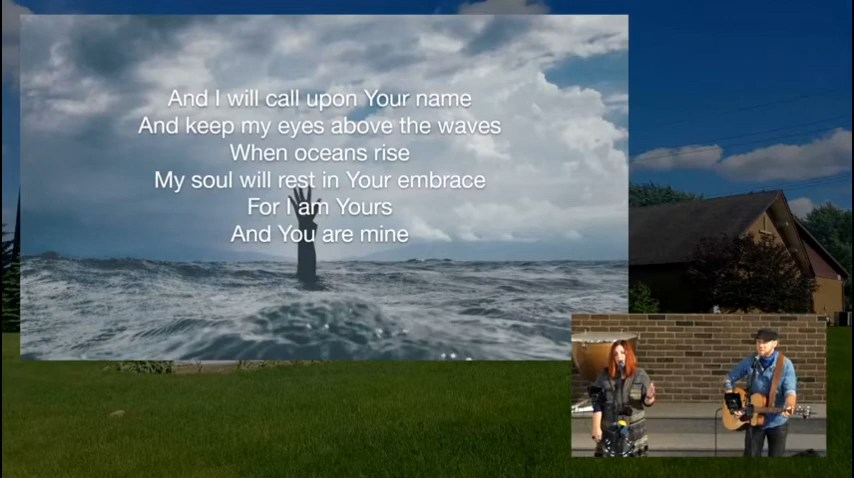 And I will call upon Your name
And keep my eyes above the waves
When oceans rise
My soul will rest in Your embrace
For I am Yours
And You are mine